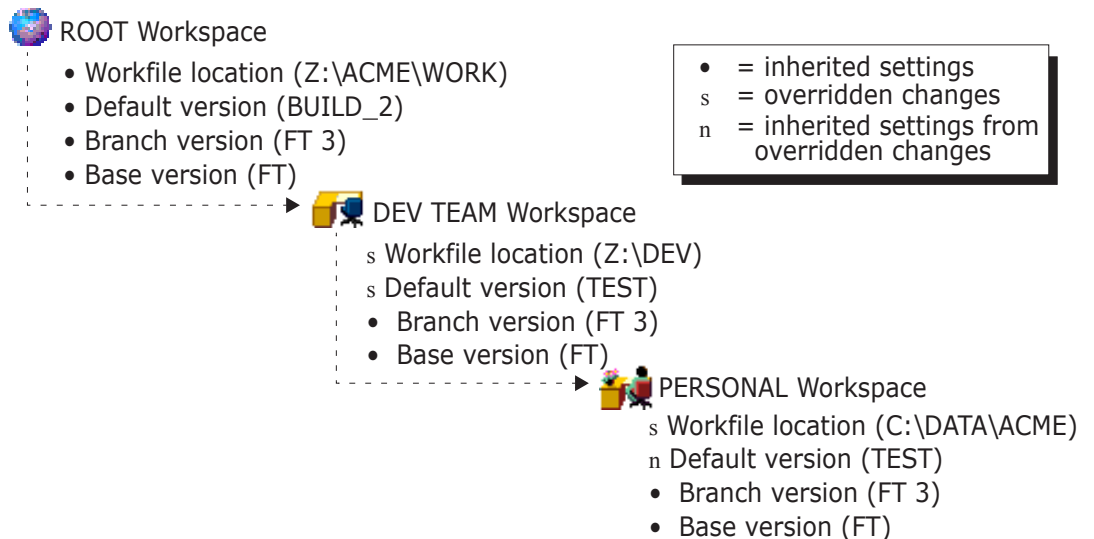 ROOT Workspace
• Workfile location (Z:\ACME\WORK)
• Default version (BUILD_2)
• Branch version (FT 3)
• Base version (FT)
• = inherited settings
s = overridden changes
n = inherited settings from
overridden changes
DEV TEAM Workspace
s Workfile location (Z:\DEV)
s Default version (TEST)
• Branch version (FT 3)
• Base version (FT)
PERSONAL Workspace
s Workfile location (C:\DATA\ACME)
n Default version (TEST)
• Branch version (FT 3)
• Base version (FT)